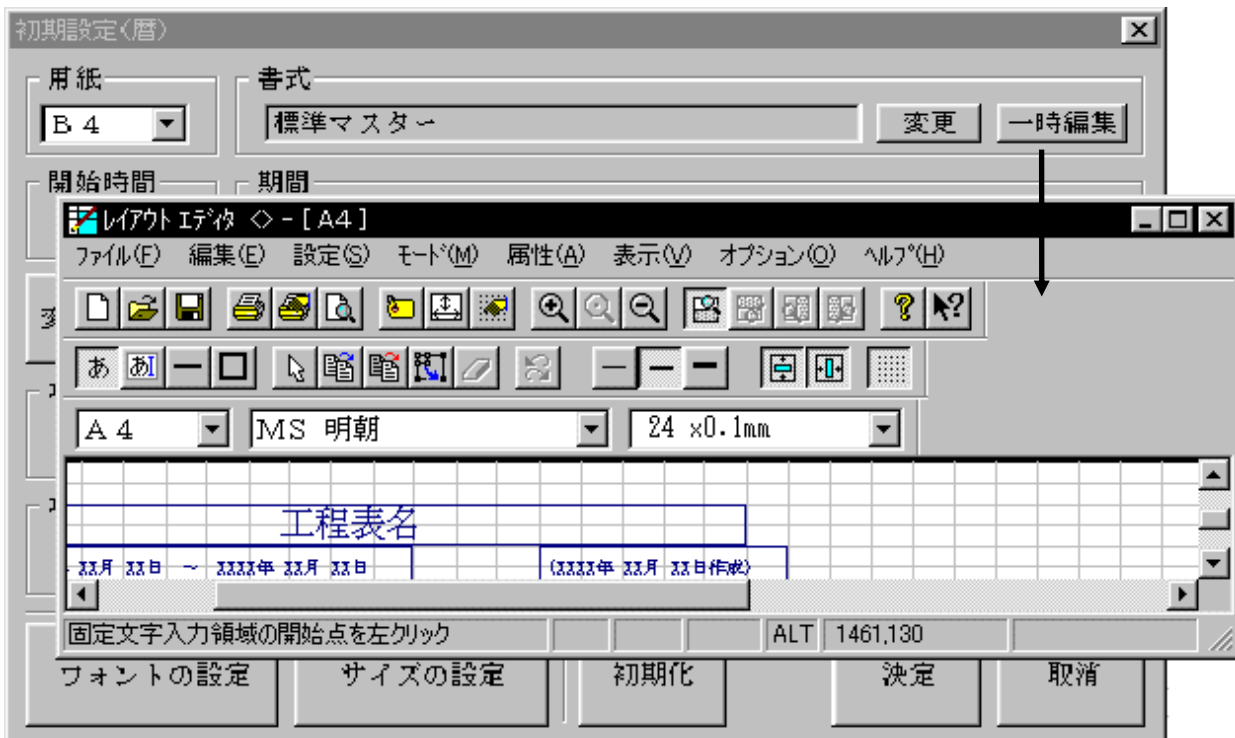 初期設定〈暦〉
用紙 書式
B4 標準マスター 変更 一時編集
開始時間 期間
レイアウト エディタ <> - [ A4 ]
ファイル(F) 編集(E) 設定(S) モード(M) 属性(A) 表示(V) オプション(O) ヘルプ(H)
あ あI
A4 MS 明朝 24 x0.1mm
工程表名
XX月 XX日 ~ XXXX年 XX月 XX日 (XXXX年 XX月 XX日作成)
固定文字入力領域の開始点を左クリック ALT 1461,130
フォントの設定 サイズの設定 初期化 決定 取消